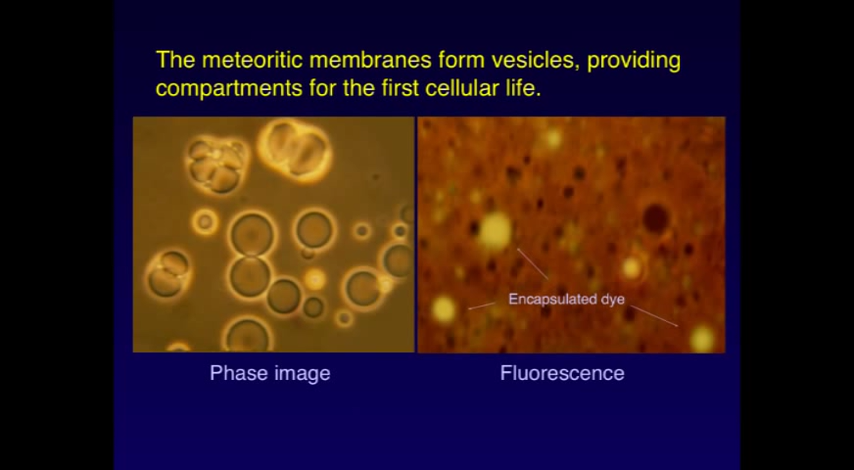 The meteoritic membranes form vesicles, providing
compartments for the first cellular life.
Encapsulated dye
Phase image
Fluorescence